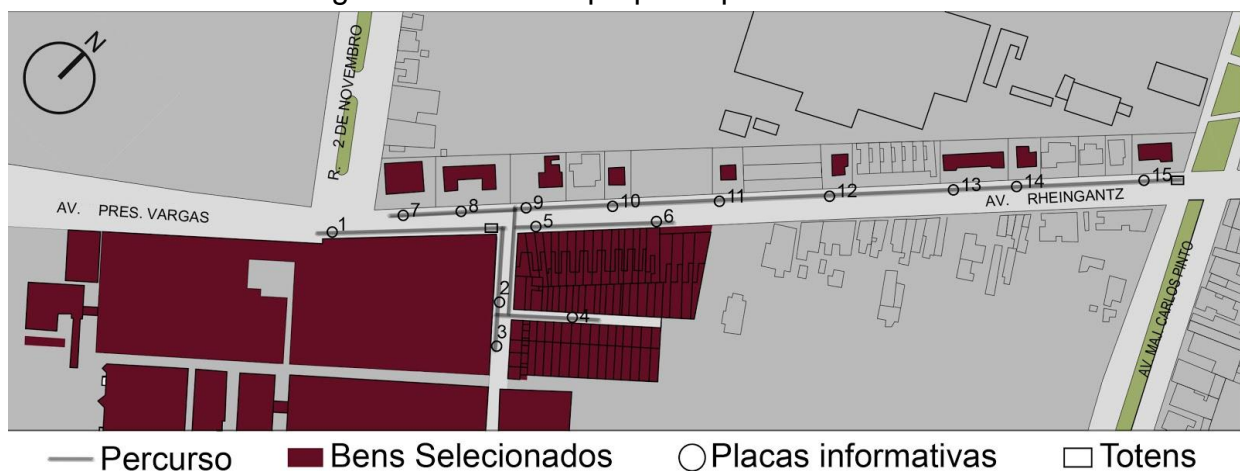 N
R. 2 DE NOVEMBRO
AV. PRES. VARGAS
AV. RHEINGANTZ
AV. MAJ. CARLOS PINTO
1
2
3
4
5
6
7
8
9
10
11
12
13
14
15
Percurso
Bens Selecionados
Placas informativas
Totens